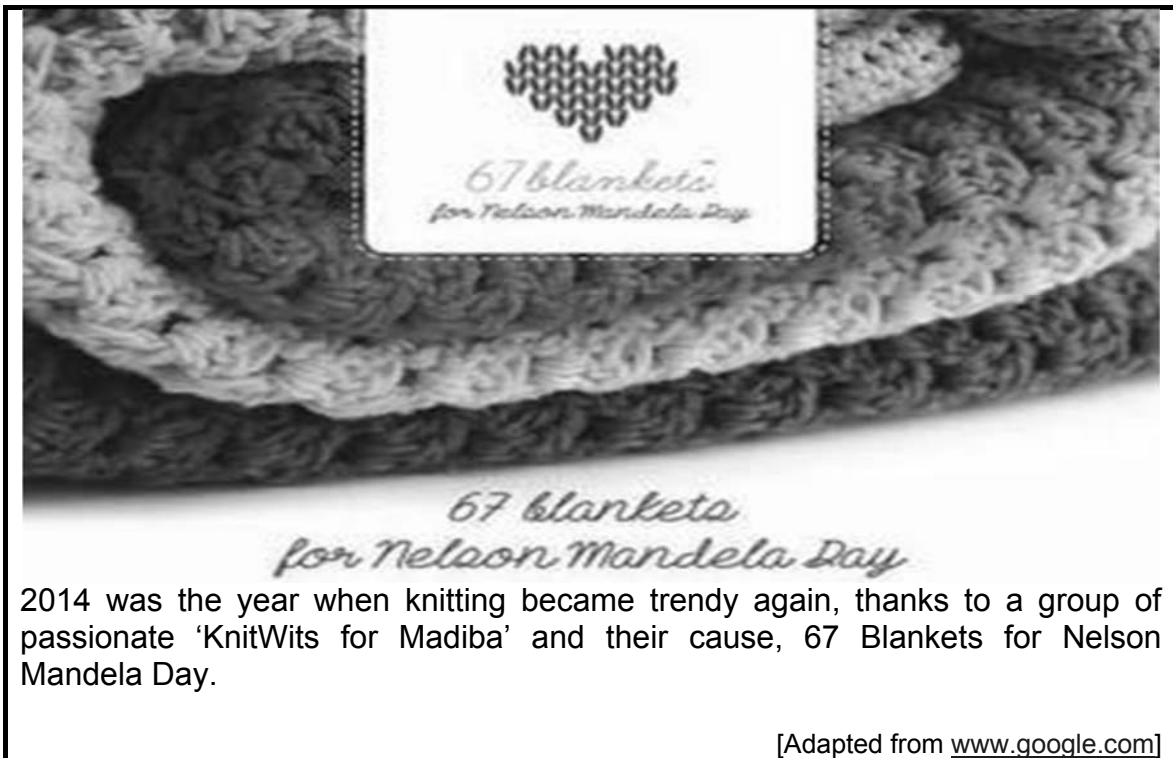 67 blankets
for Nelson Mandela Day
67 blankets
for Nelson Mandela Day
2014 was the year when knitting became trendy again, thanks to a group of
passionate ‘KnitWits for Madiba’ and their cause, 67 Blankets for Nelson
Mandela Day.
[Adapted from www.google.com]